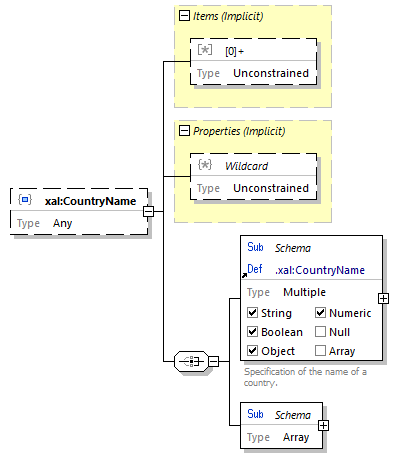 Items (Implicit)
[*] [0]+
Type Unconstrained
Properties (Implicit)
{*} Wildcard
Type Unconstrained
xal:CountryName
Type Any
Sub Schema
Def .xal:CountryName
Type Multiple
String Numeric
Boolean Null
Object Array
Specification of the name of a
country.
Sub Schema
Type Array